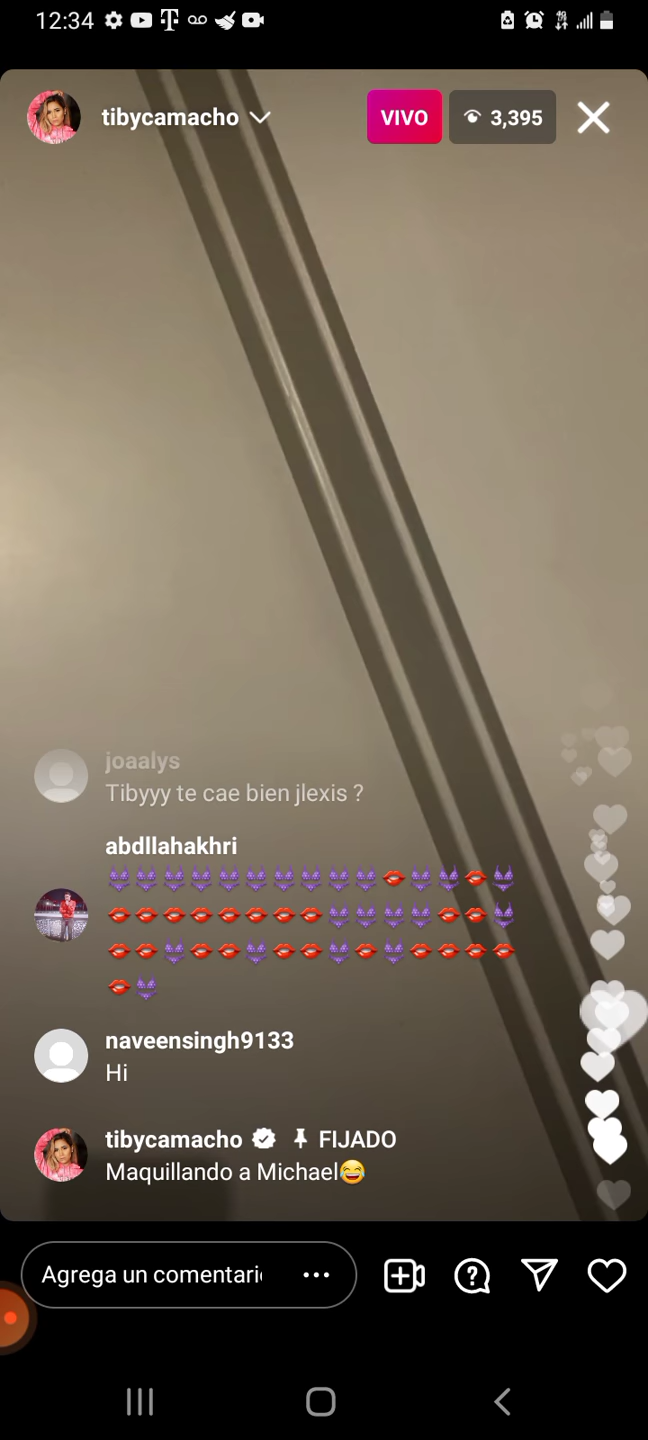 12:34
tibycamacho
VIVO
3,395
joaalys
Tibyyy te cae bien jlexis ?
abdllahakhri
👙👙👙👙👙👙👙👙👙👙💋👙👙💋👙
💋💋💋💋💋💋💋💋👙👙👙👙💋💋👙
💋💋👙💋💋👙💋💋👙💋👙💋💋💋💋
💋👙
naveensingh9133
Hi
tibycamacho FIJADO
Maquillando a Michael😂
Agrega un comentari